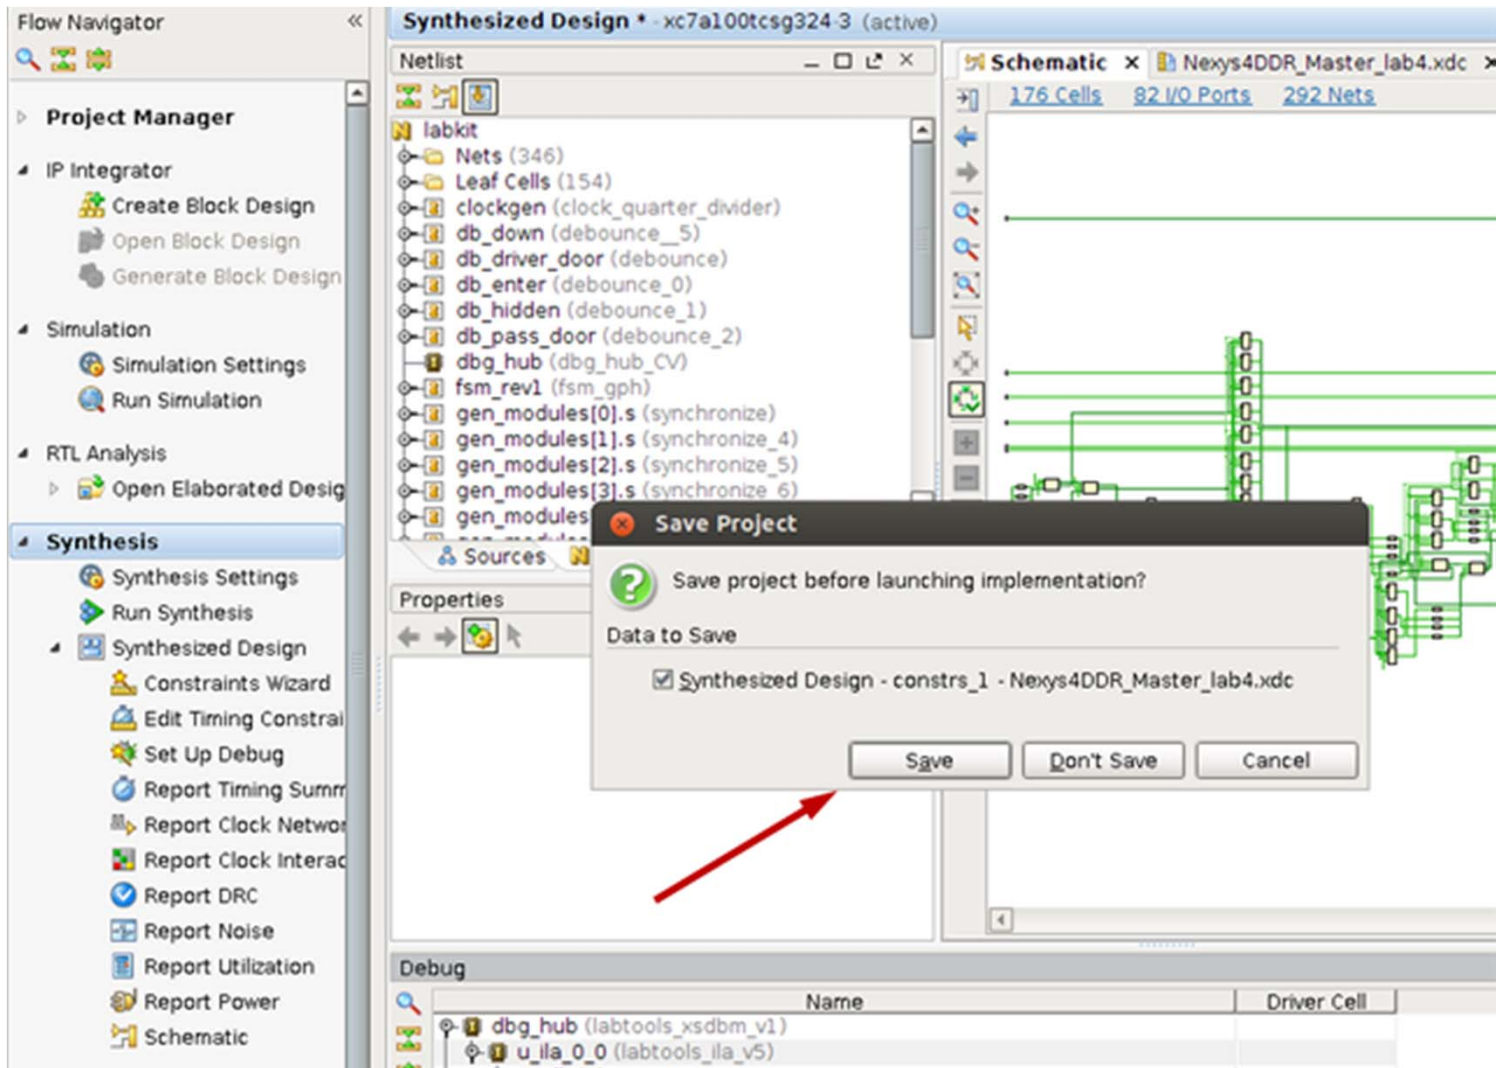 Flow Navigator
Project Manager
IP Integrator
Create Block Design
Open Block Design
Generate Block Design
Simulation
Simulation Settings
Run Simulation
RTL Analysis
Open Elaborated Desig
Synthesis
Synthesis Settings
Run Synthesis
Synthesized Design
Constraints Wizard
Edit Timing Constrai
Set Up Debug
Report Timing Summ
Report Clock Networ
Report Clock Interac
Report DRC
Report Noise
Report Utilization
Report Power
Schematic
Synthesized Design * - xc7a100tcsg324-3 (active)
Netlist
labkit
Nets (346)
Leaf Cells (154)
clockgen (clock_quarter_divider)
db_down (debounce__5)
db_driver_door (debounce)
db_enter (debounce_0)
db_hidden (debounce_1)
db_pass_door (debounce_2)
dbg_hub (dbg_hub_CV)
fsm_rev1 (fsm_gph)
gen_modules[0].s (synchronize)
gen_modules[1].s (synchronize_4)
gen_modules[2].s (synchronize_5)
gen_modules[3].s (synchronize_6)
gen_modules
Sources
Properties
Schematic
Nexys4DDR_Master_lab4.xdc
176 Cells 82 I/O Ports 292 Nets
Save Project
Save project before launching implementation?
Data to Save
Synthesized Design - constrs_1 - Nexys4DDR_Master_lab4.xdc
Save Don't Save Cancel
Debug
Name Driver Cell
dbg_hub (labtools_xsdbm_v1)
u_ila_0_0 (labtools_ila_v5)